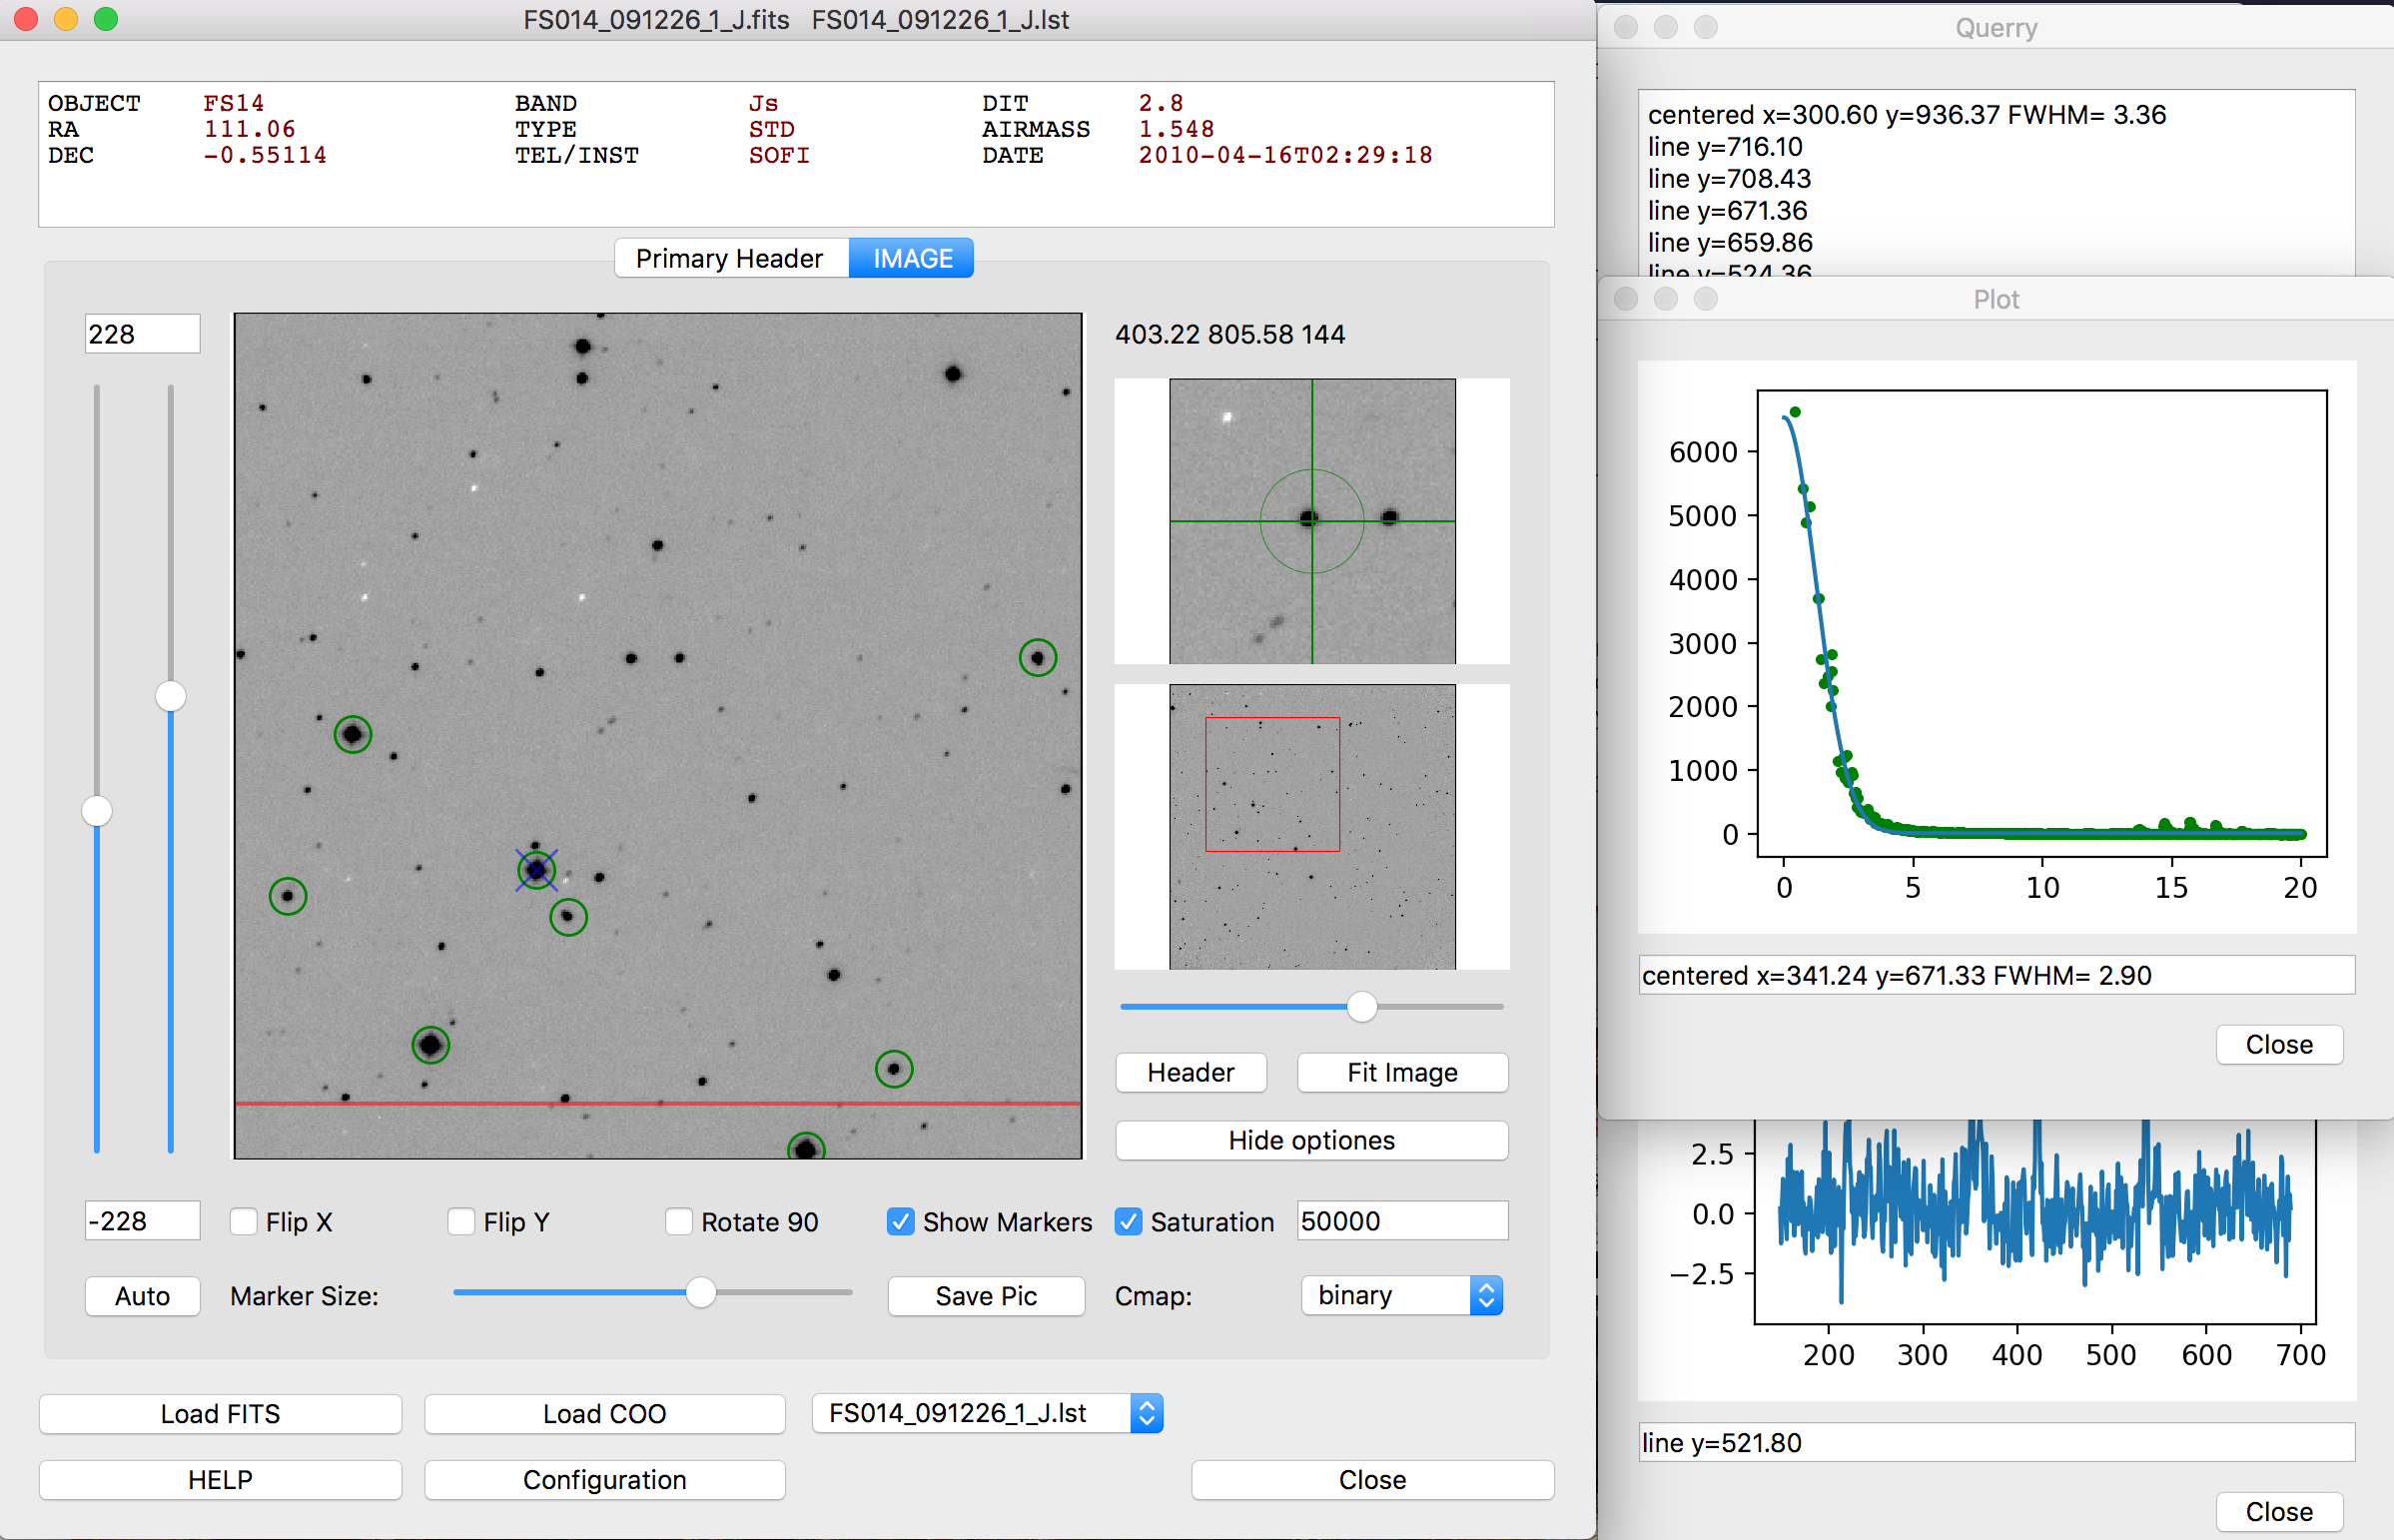 FS014_091226_1_J.fits FS014_091226_1_J.lst
OBJECT FS14 BAND Js DIT 2.8
RA 111.06 TYPE STD AIRMASS 1.548
DEC -0.55114 TEL/INST SOFI DATE 2010-04-16T02:29:18
Primary Header IMAGE
228
403.22 805.58 144
Header Fit Image
Hide optiones
-228 Flip X Flip Y Rotate 90 Show Markers Saturation 50000
Auto Marker Size: Save Pic Cmap: binary
Load FITS Load COO FS014_091226_1_J.lst
HELP Configuration Close
Querry
centered x=300.60 y=936.37 FWHM= 3.36
line y=716.10
line y=708.43
line y=671.36
line y=659.86
line y=524.36
Plot
6000
5000
4000
3000
2000
1000
0
0 5 10 15 20
centered x=341.24 y=671.33 FWHM= 2.90
Close
2.5
0.0
−2.5
200 300 400 500 600 700
line y=521.80
Close